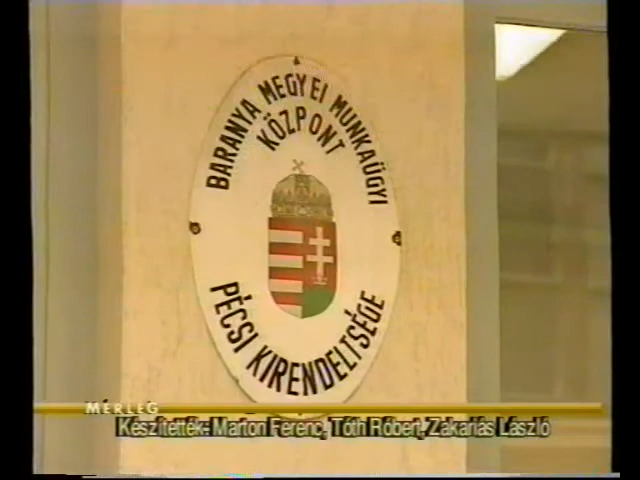 BARANYA MEGYEI MUNKAÜGYI
KÖZPONT
PÉCSI KIRENDELTSÉGE
MÉRLEG
Készítették: Marton Ferenc, Tóth Róbert, Zakariás László